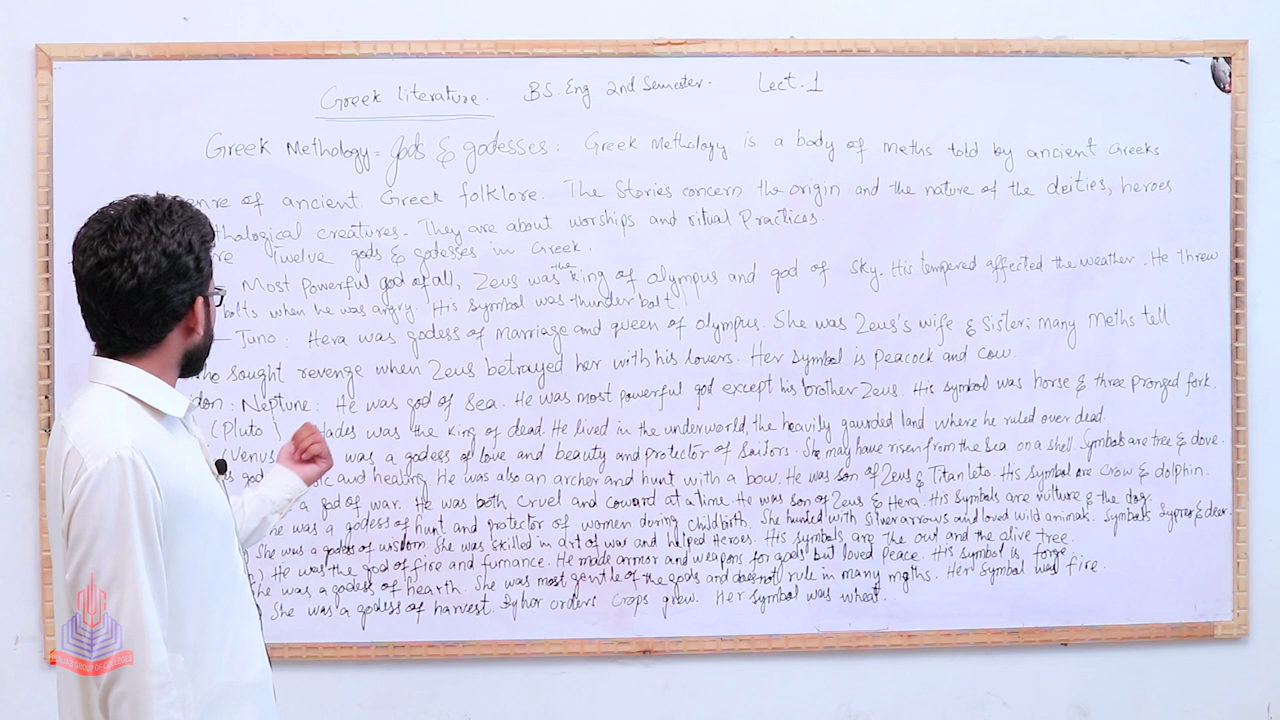 Greek Literature. BS. Eng 2nd Semester. Lect. 1
Greek Methology = gods & godesses : Greek Methology is a body of meths told by ancient Greeks
enre of ancient Greek folklore. The Stories concern the origin and the nature of the deities, heroes
thological creatures. They are about worships and ritual Practices.
re Twelve gods & godesses in Greek.
Most powerful god of all, Zeus was the king of olympus and god of sky. His tempered affected the weather. He threw
bolts when he was angry. His symbol was thunder bolt.
Juno : Hera was godess of marriage and queen of olympus. She was Zeus's wife & Sister; many Meths tell
he sought revenge when Zeus betrayed her with his lovers. Her symbol is Peacock and cow.
idon : Neptune : He was god of sea. He was most powerful god except his brother Zeus. His symbol was horse & three pronged fork.
(Pluto) Hades was the king of dead. He lived in the underworld the heavily gaurded land where he ruled over dead.
(Venus was a godess of love and beauty and protector of sailors. She may have risen from the sea on a shell. Symbols are tree & dove.
s god ic and healing. He was also an archer and hunt with a bow. He was son of Zeus & Titan leto. His symbol are crow & dolphin.
a god of war. He was both cruel and coward at a time. He was son of Zeus & Hera. His symbols are vulture & the dog.
he was a godess of hunt and protector of women during childbirth. She hunted with silver arrows and loved wild animals. Symbols Sypres & deer.
) She was a godess of wisdom. She was skilled in art of war and helped Heroes. His symbols are the owl and the alive tree.
) He was the god of fire and furnance. He made armor and weapons for gods but loved peace. His symbol is forge.
She was a godess of hearth. She was most gentle of the gods and does not rule in many myths. Her symbol was fire.
) She was a godess of harvest. By her orders crops grew. Her symbol was wheat.
GROUP OF COLLEGES